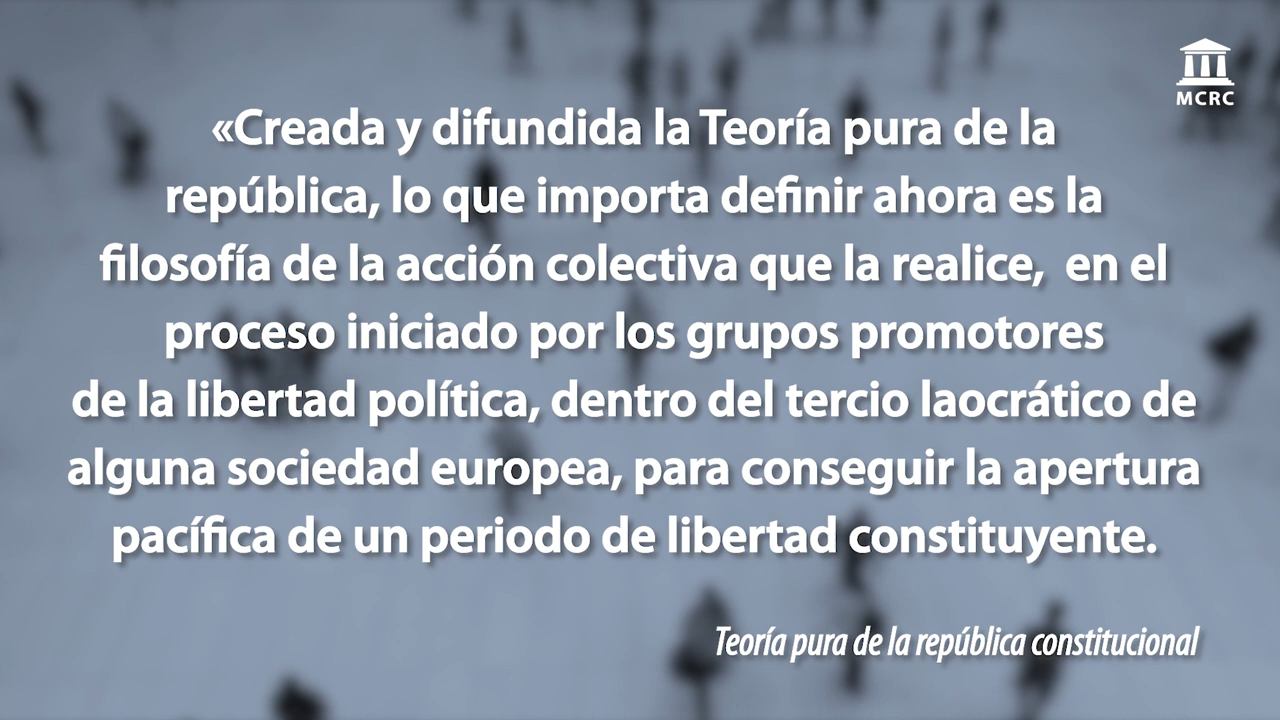 MCRC
«Creada y difundida la Teoría pura de la
república, lo que importa definir ahora es la
filosofía de la acción colectiva que la realice,  en el
proceso iniciado por los grupos promotores
de la libertad política, dentro del tercio laocrático de
alguna sociedad europea, para conseguir la apertura
pacífica de un periodo de libertad constituyente.
Teoría pura de la república constitucional